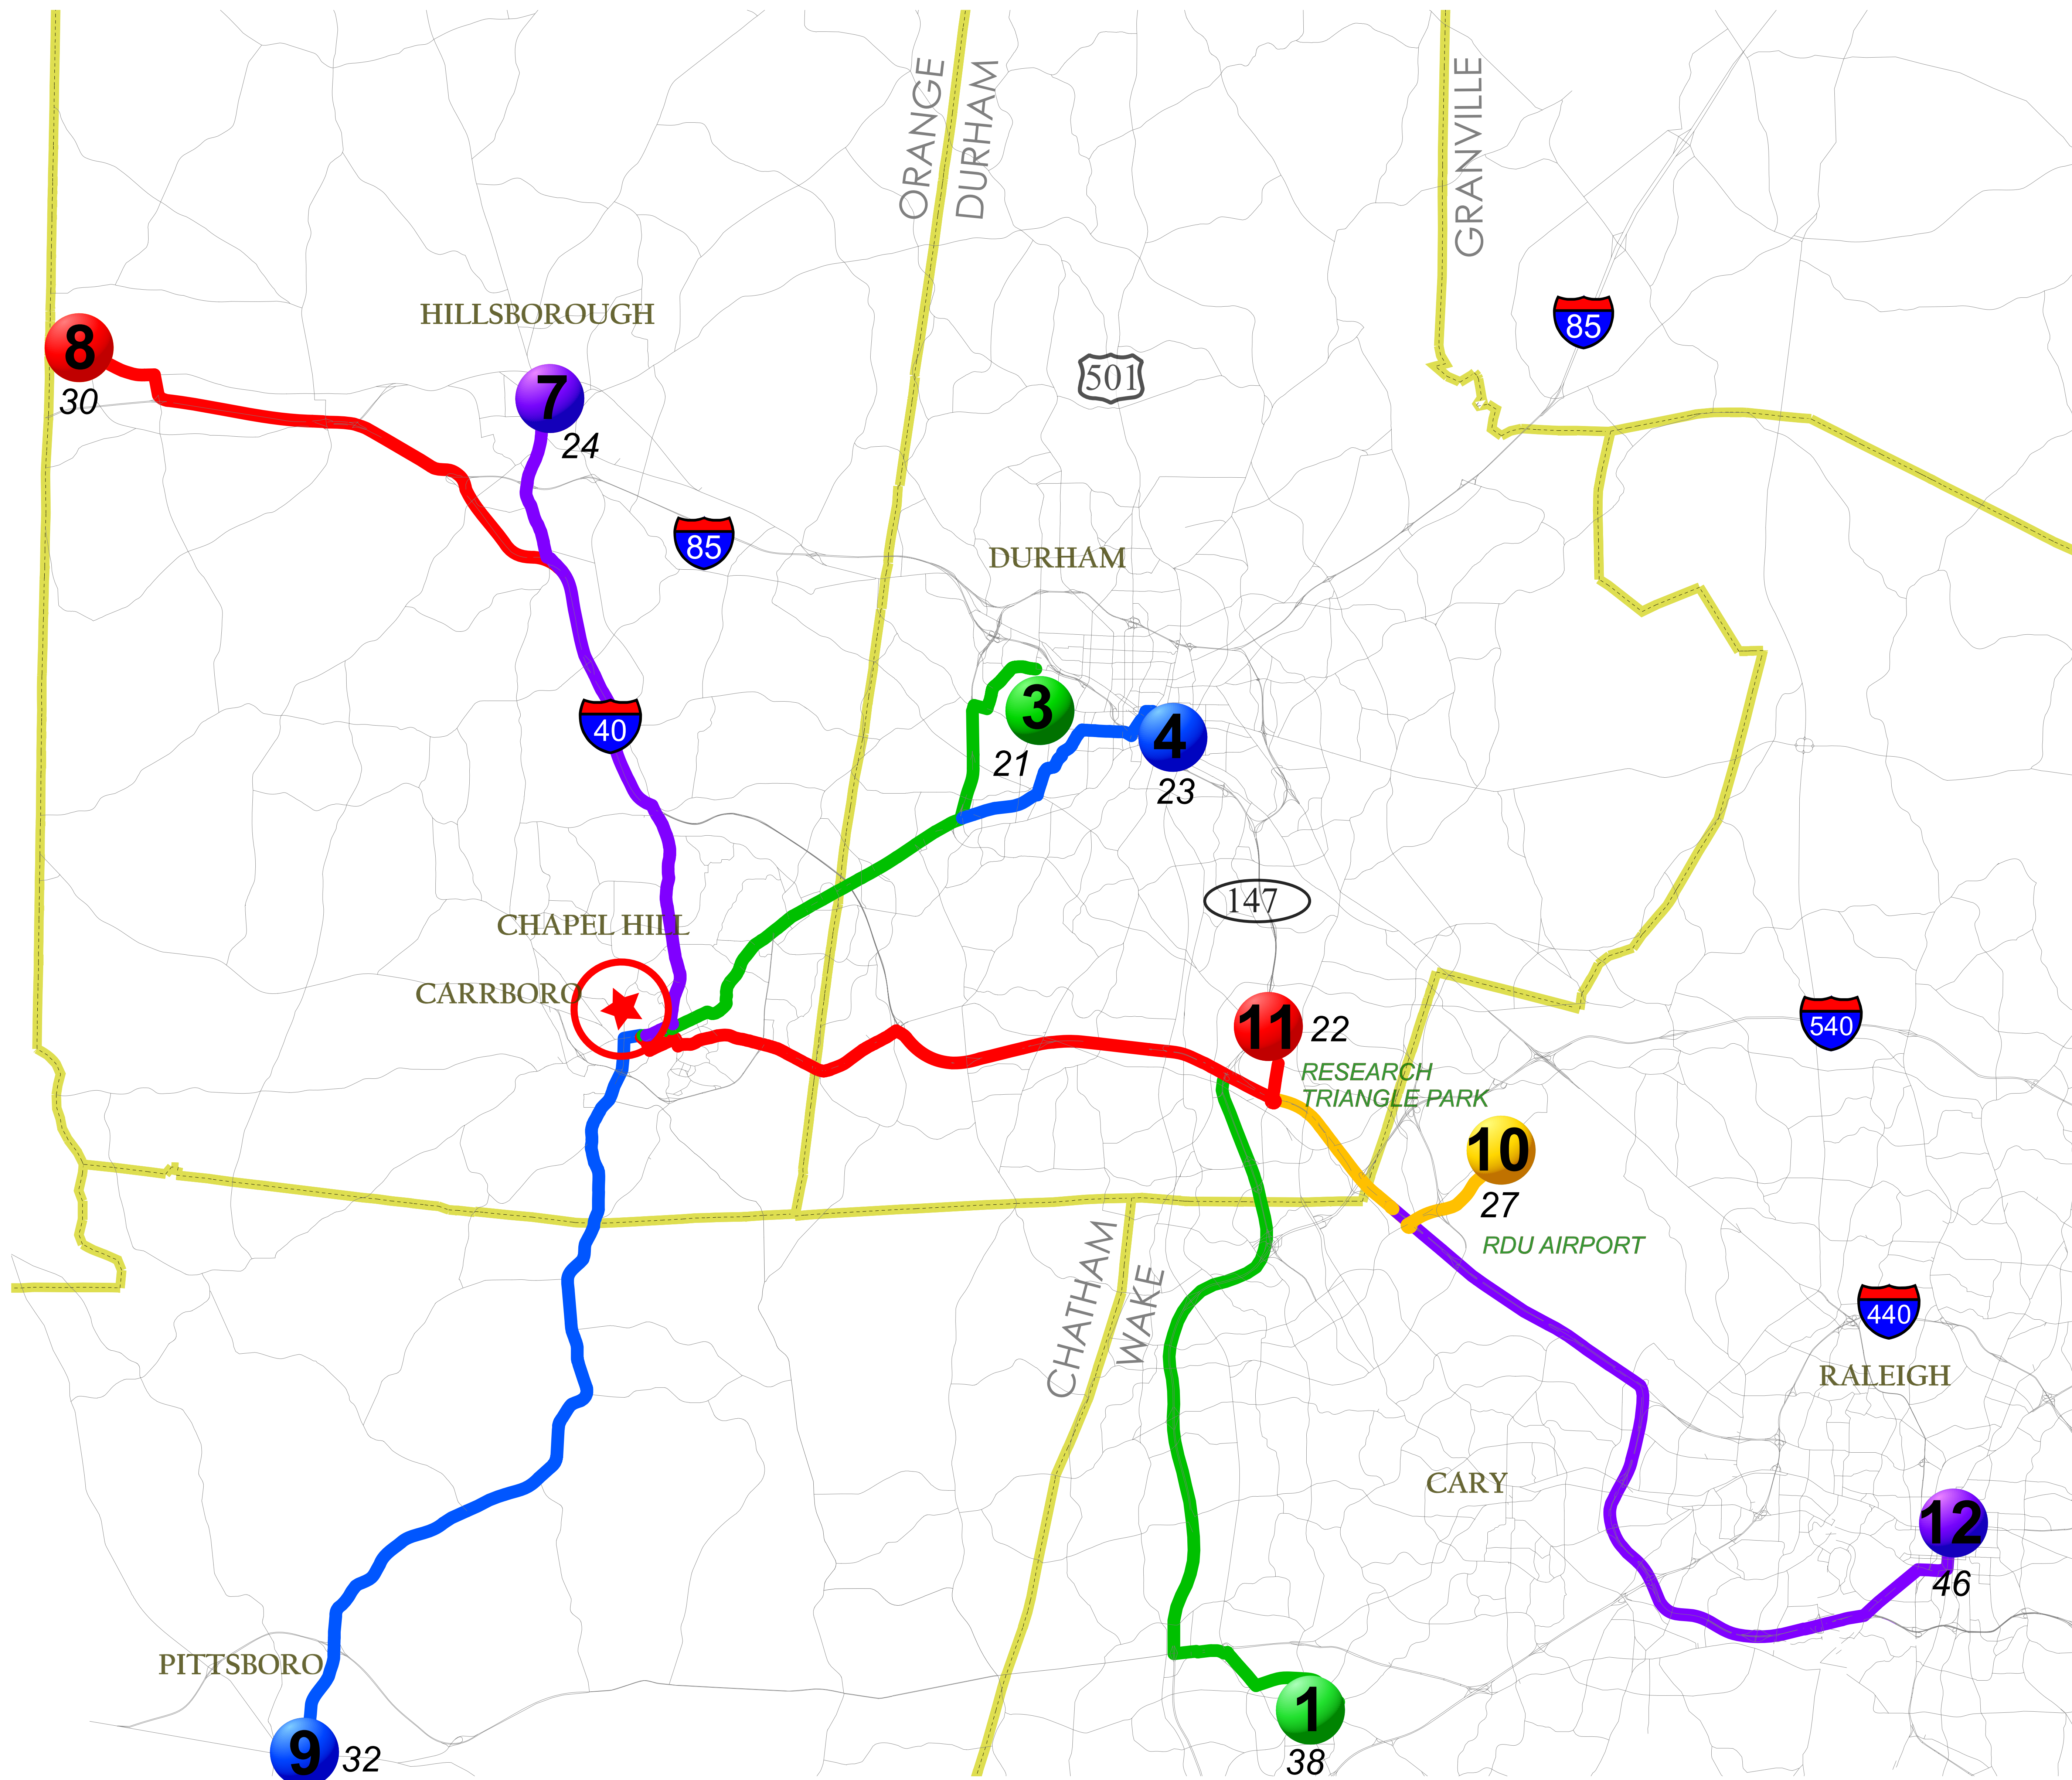 ORANGE
DURHAM
GRANVILLE
HILLSBOROUGH
85
8
30
7
24
501
85
DURHAM
40
3
21
4
23
147
CHAPEL HILL
CARRBORO
11
22
540
RESEARCH
TRIANGLE PARK
10
27
RDU AIRPORT
CHATHAM
WAKE
440
RALEIGH
CARY
12
46
PITTSBORO
9
32
1
38